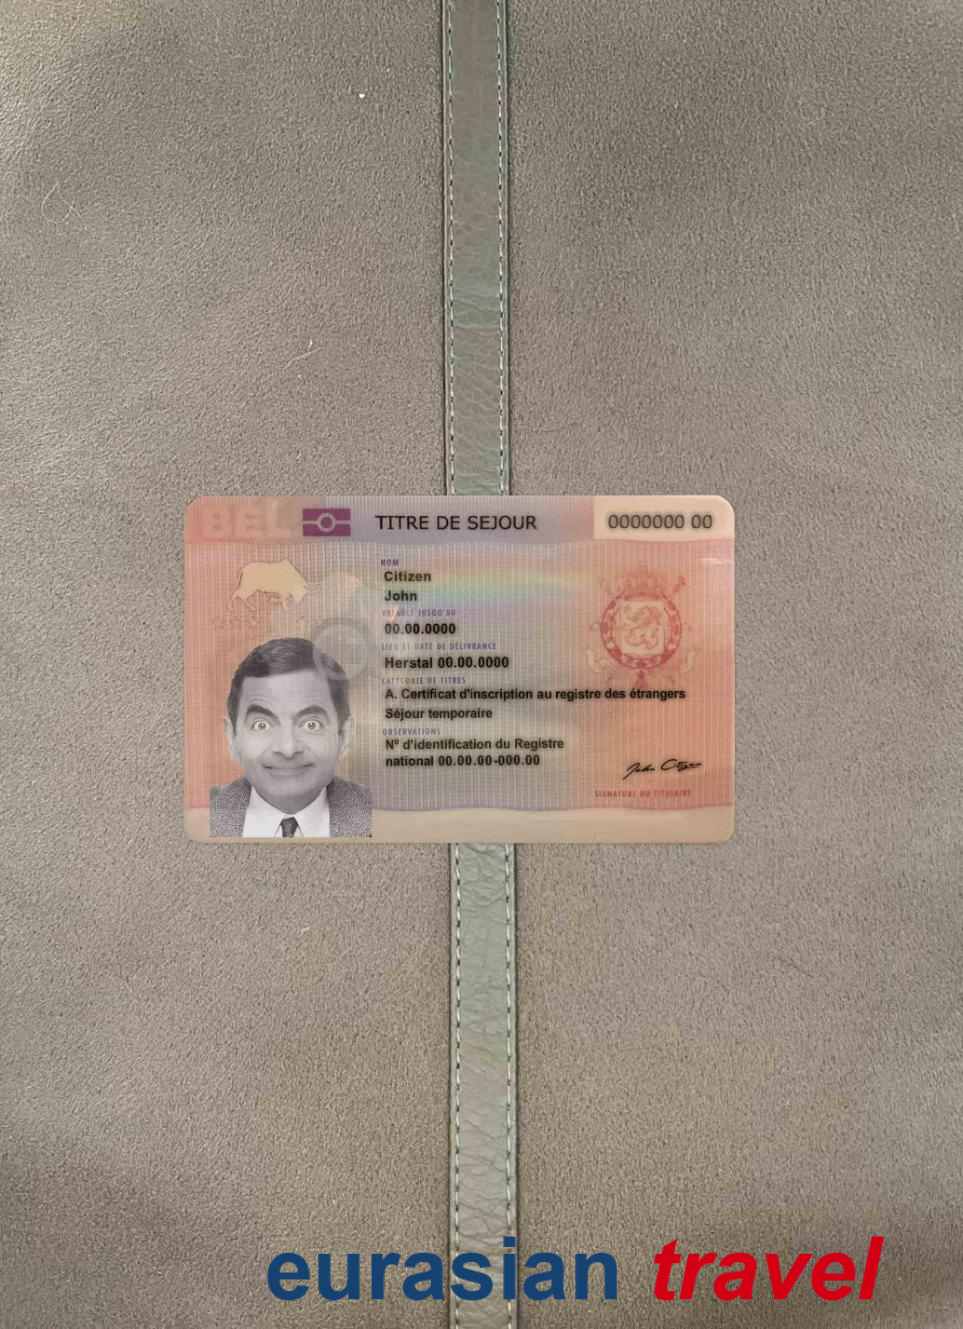 BEL
TITRE DE SEJOUR
0000000 00
NOM
Citizen
John
VALABLE JUSQU'AU
00.00.0000
LIEU ET DATE DE DELIVRANCE
Herstal 00.00.0000
CATEGORIE DE TITRES
A. Certificat d'inscription au registre des étrangers
Séjour temporaire
OBSERVATIONS
N° d'identification du Registre
national 00.00.00-000.00
John Citizen
SIGNATURE DU TITULAIRE
eurasian travel